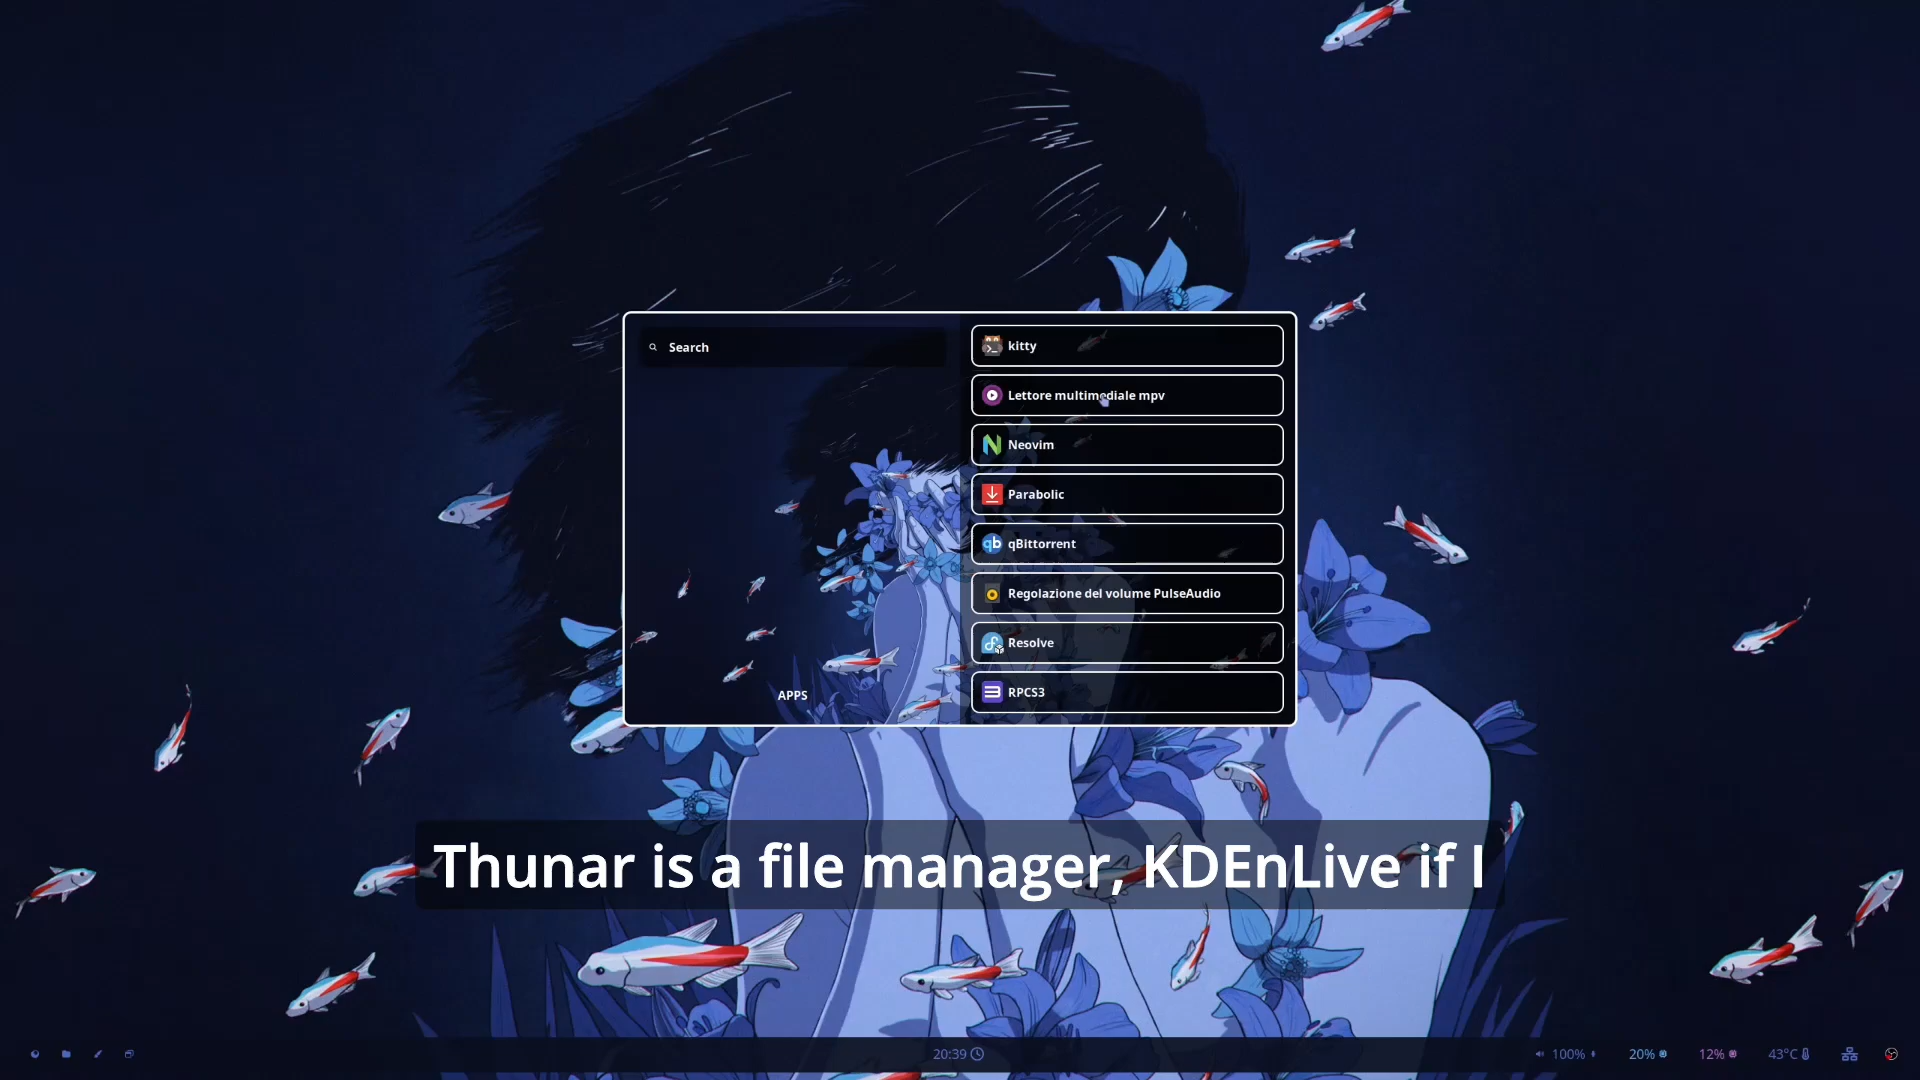 Search
kitty
Lettore multimediale mpv
Neovim
Parabolic
qBittorrent
Regolazione del volume PulseAudio
Resolve
RPCS3
APPS
Thunar is a file manager, KDEnLive if I
20:39
100%
20%
12%
43°C